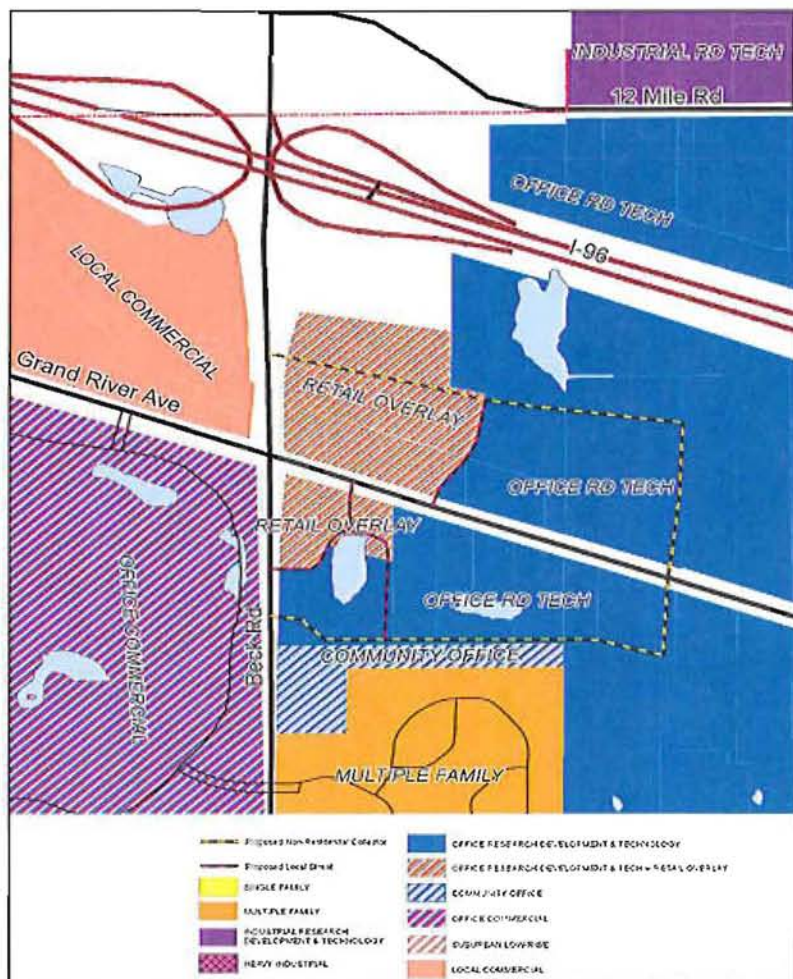 INDUSTRIAL RD TECH
12 Mile Rd
OFFICE RD TECH
I-96
LOCAL COMMERCIAL
Grand River Ave
RETAIL OVERLAY
OFFICE RD TECH
RETAIL OVERLAY
OFFICE COMMERCIAL
Beck Rd
OFFICE RD TECH
COMMUNITY OFFICE
MULTIPLE FAMILY
Proposed Non-Residential Collector
Proposed Local Street
SINGLE FAMILY
MULTIPLE FAMILY
INDUSTRIAL RESEARCH
DEVELOPMENT & TECHNOLOGY
HEAVY INDUSTRIAL
OFFICE RESEARCH DEVELOPMENT & TECHNOLOGY
OFFICE RESEARCH DEVELOPMENT & TECH w RETAIL OVERLAY
COMMUNITY OFFICE
OFFICE COMMERCIAL
SUBURBAN LOW-RISE
LOCAL COMMERCIAL